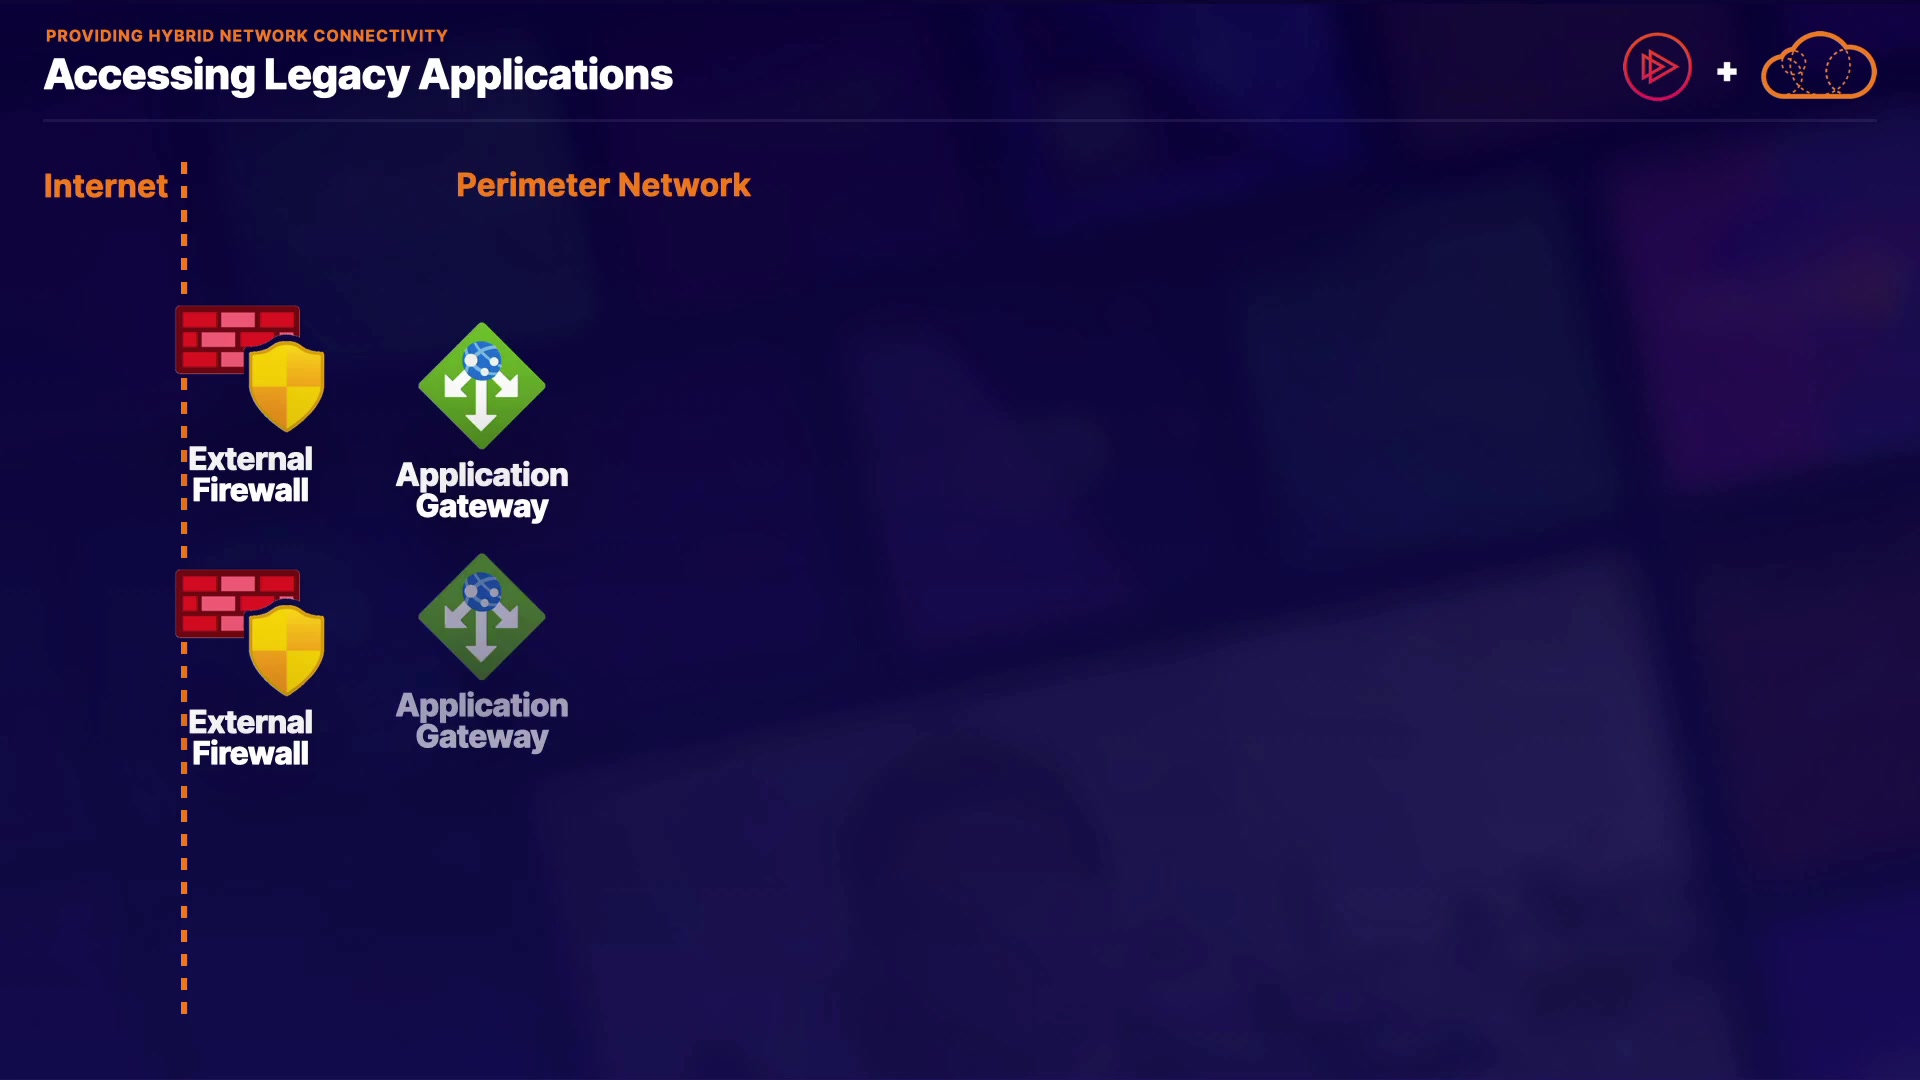 PROVIDING HYBRID NETWORK CONNECTIVITY
Accessing Legacy Applications
Internet
Perimeter Network
External
Firewall
Application
Gateway
External
Firewall
Application
Gateway